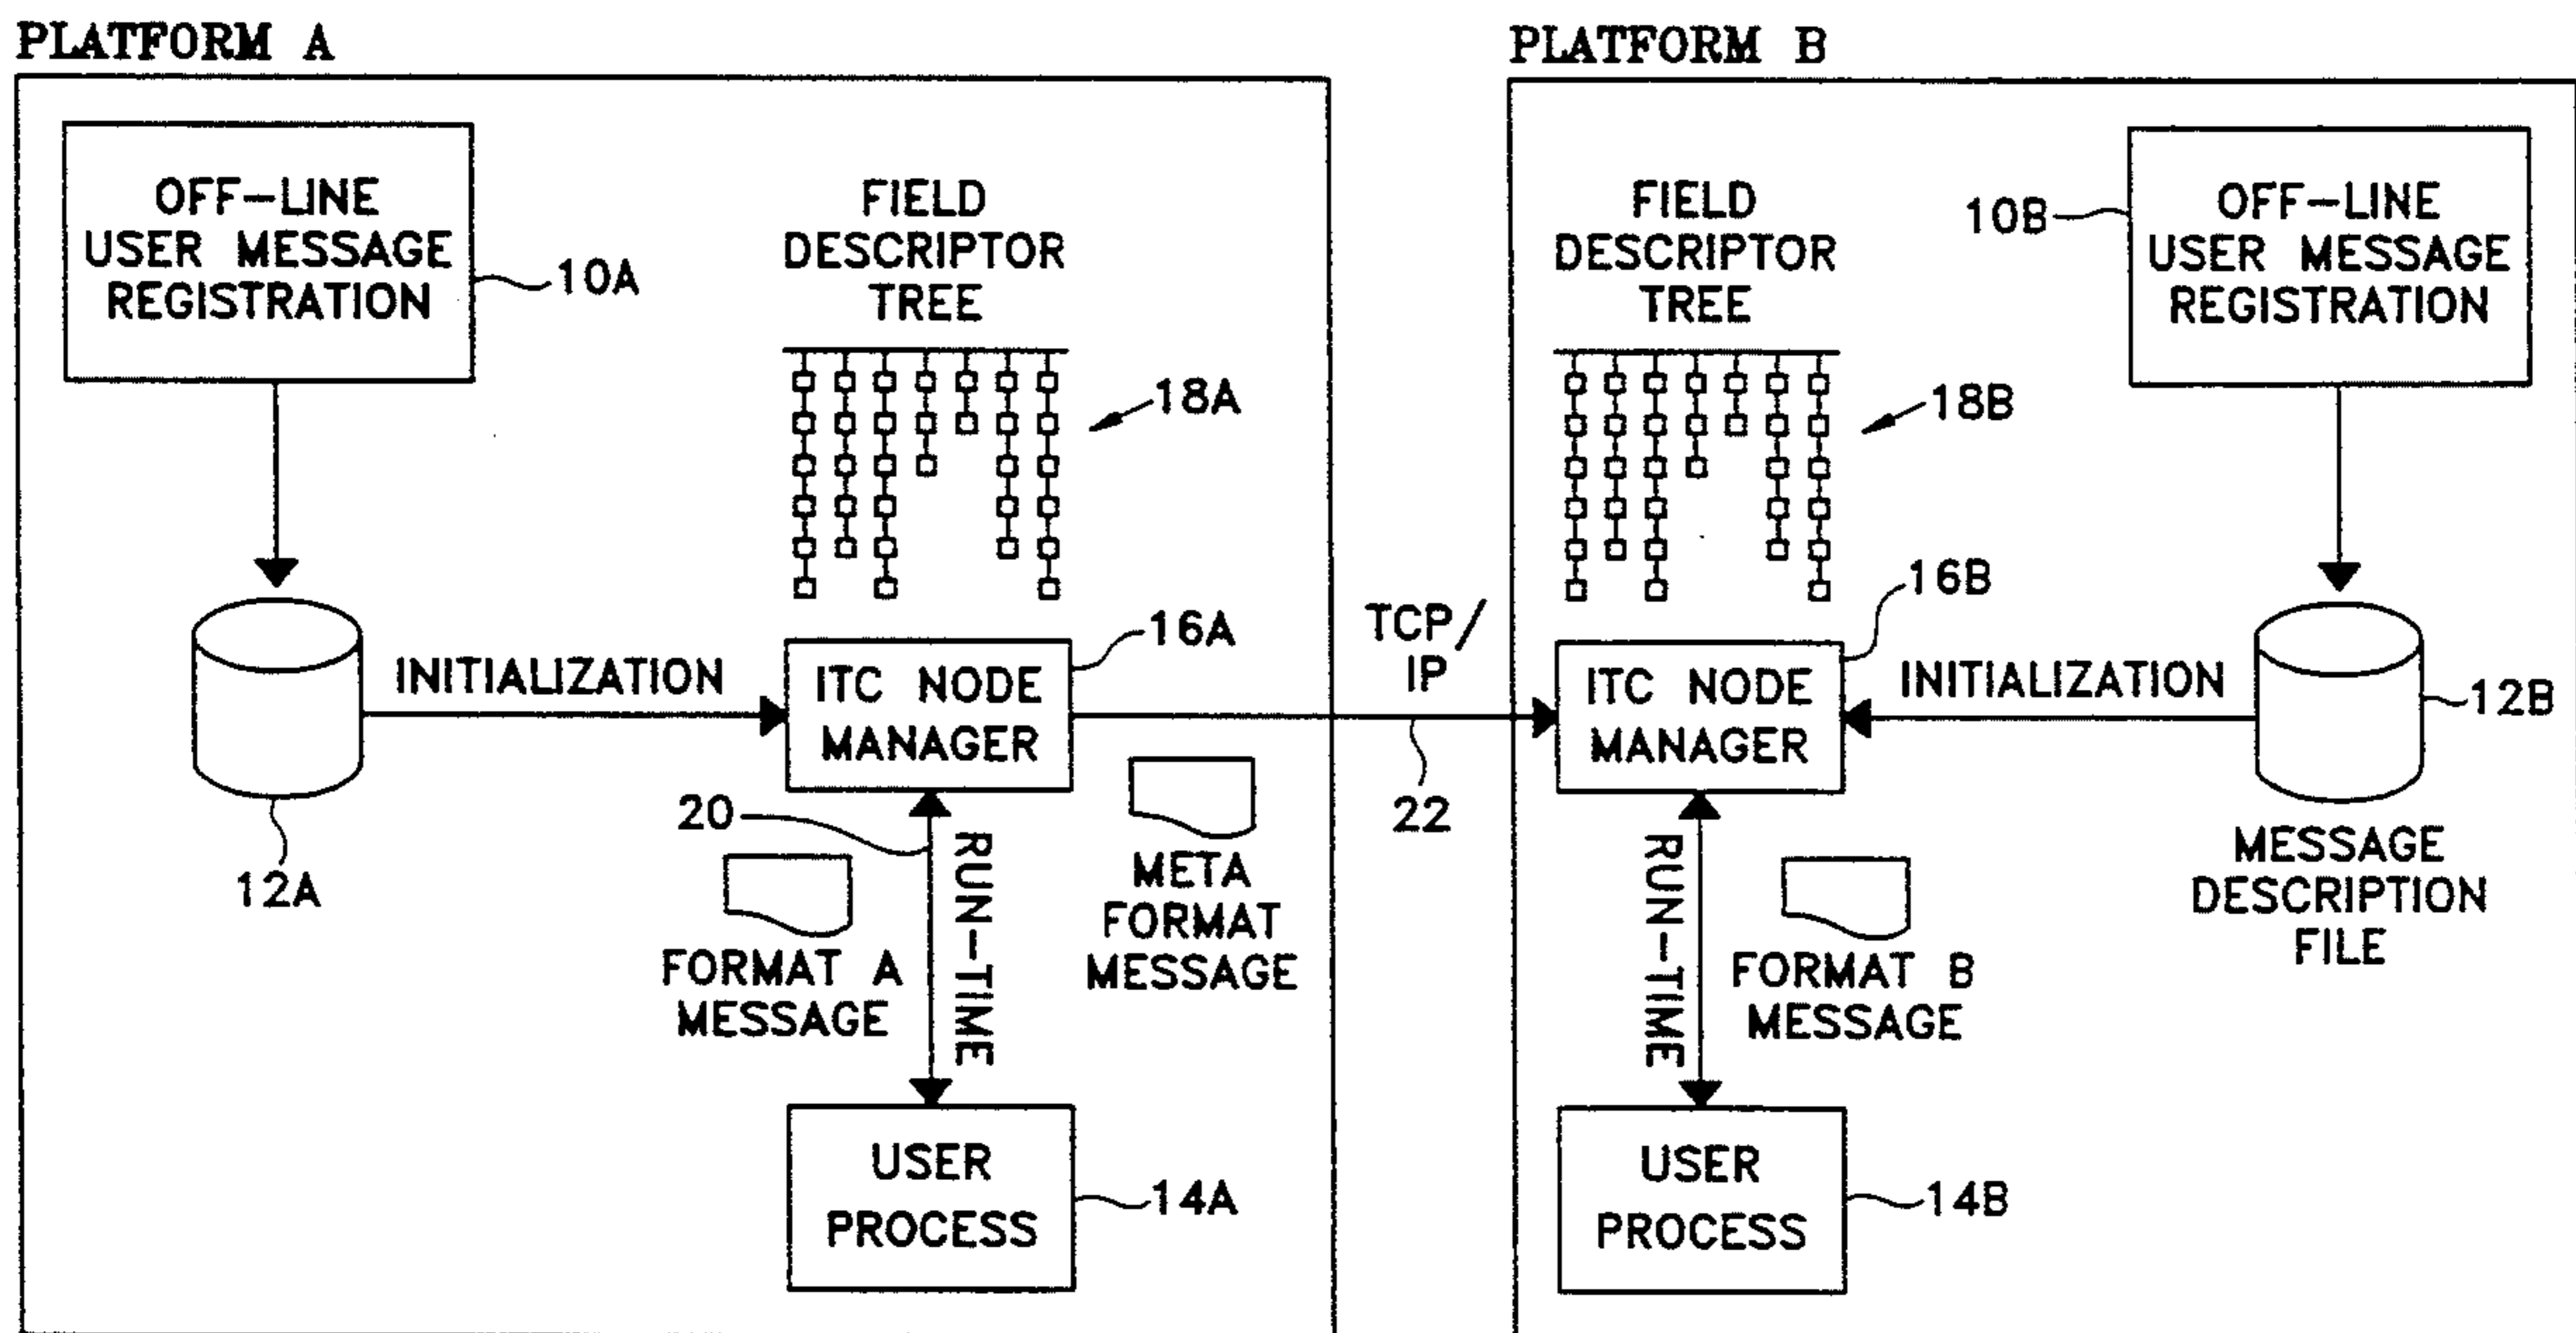 PLATFORM A
OFF-LINE
USER MESSAGE
REGISTRATION
10A
FIELD
DESCRIPTOR
TREE
18A
12A
INITIALIZATION
ITC NODE
MANAGER
16A
20
RUN-TIME
FORMAT A
MESSAGE
META
FORMAT
MESSAGE
USER
PROCESS
14A
TCP/
IP
22
PLATFORM B
FIELD
DESCRIPTOR
TREE
18B
10B
OFF-LINE
USER MESSAGE
REGISTRATION
16B
ITC NODE
MANAGER
INITIALIZATION
12B
MESSAGE
DESCRIPTION
FILE
RUN-TIME
FORMAT B
MESSAGE
USER
PROCESS
14B